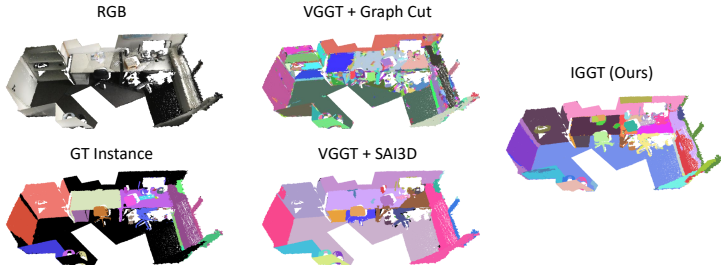 RGB
VGGT + Graph Cut
IGGT (Ours)
GT Instance
VGGT + SAI3D